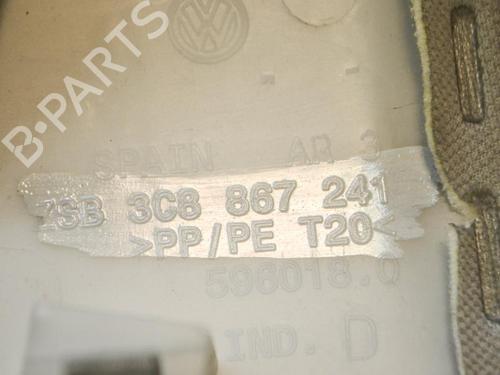 B-PARTS
SPAIN AR 3
7SB 3C8 867 241
>PP/PE T20<
596018.0
IND. D